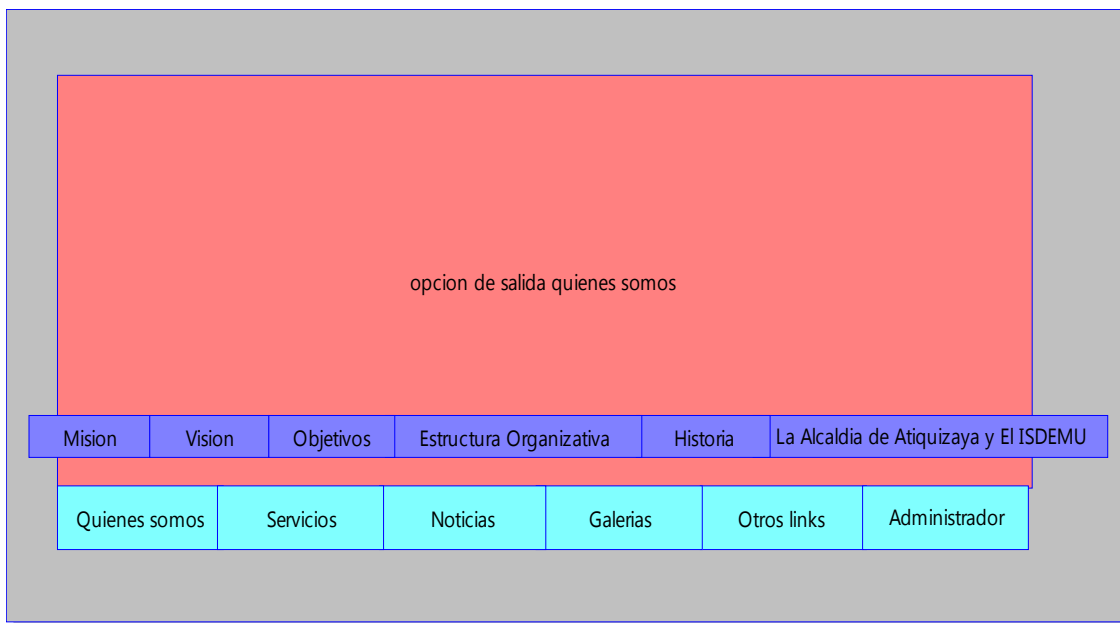 opcion de salida quienes somos
Mision Vision Objetivos Estructura Organizativa Historia La Alcaldia de Atiquizaya y El ISDEMU
Quienes somos Servicios Noticias Galerias Otros links Administrador